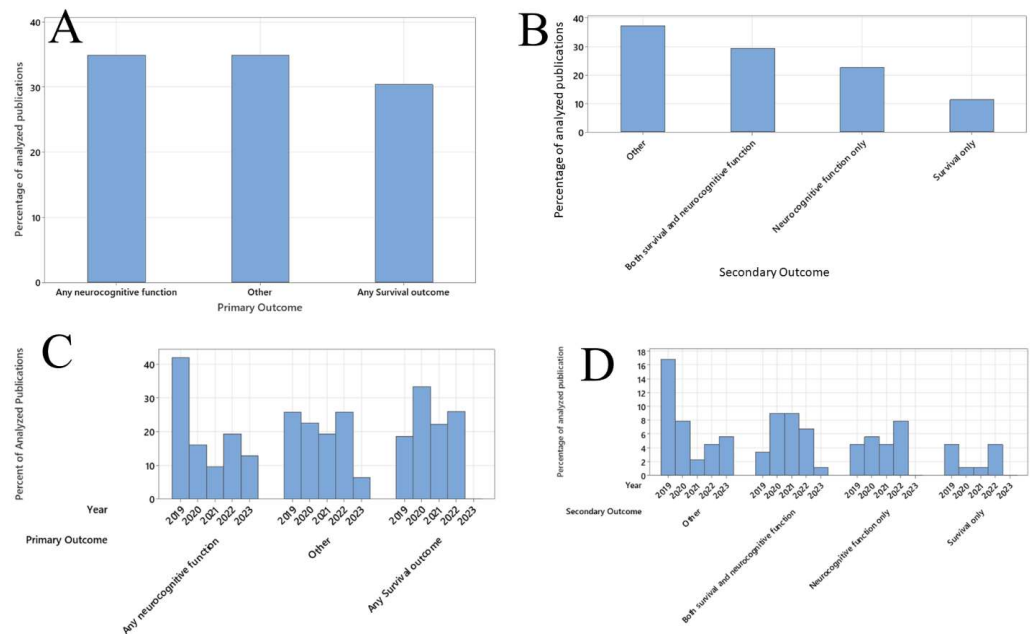 A
Percentage of analyzed publications
40
30
20
10
0
Any neurocognitive function
Other
Any Survival outcome
Primary Outcome
B
Percentage of analyzed publications
40
30
20
10
0
Other
Both survival and neurocognitive function
Neurocognitive function only
Survival only
Secondary Outcome
C
Percent of Analyzed Publications
40
30
20
10
0
Year
2019 2020 2021 2022 2023 2019 2020 2021 2022 2023 2019 2020 2021 2022 2023
Primary Outcome
Any neurocognitive function
Other
Any Survival outcome
D
Percentage of analyzed publication
18
16
14
12
10
8
6
4
2
0
Year
2019 2020 2021 2022 2023 2019 2020 2021 2022 2023 2019 2020 2021 2022 2023 2019 2020 2021 2022 2023
Secondary Outcome
Other
Both survival and neurocognitive function
Neurocognitive function only
Survival only